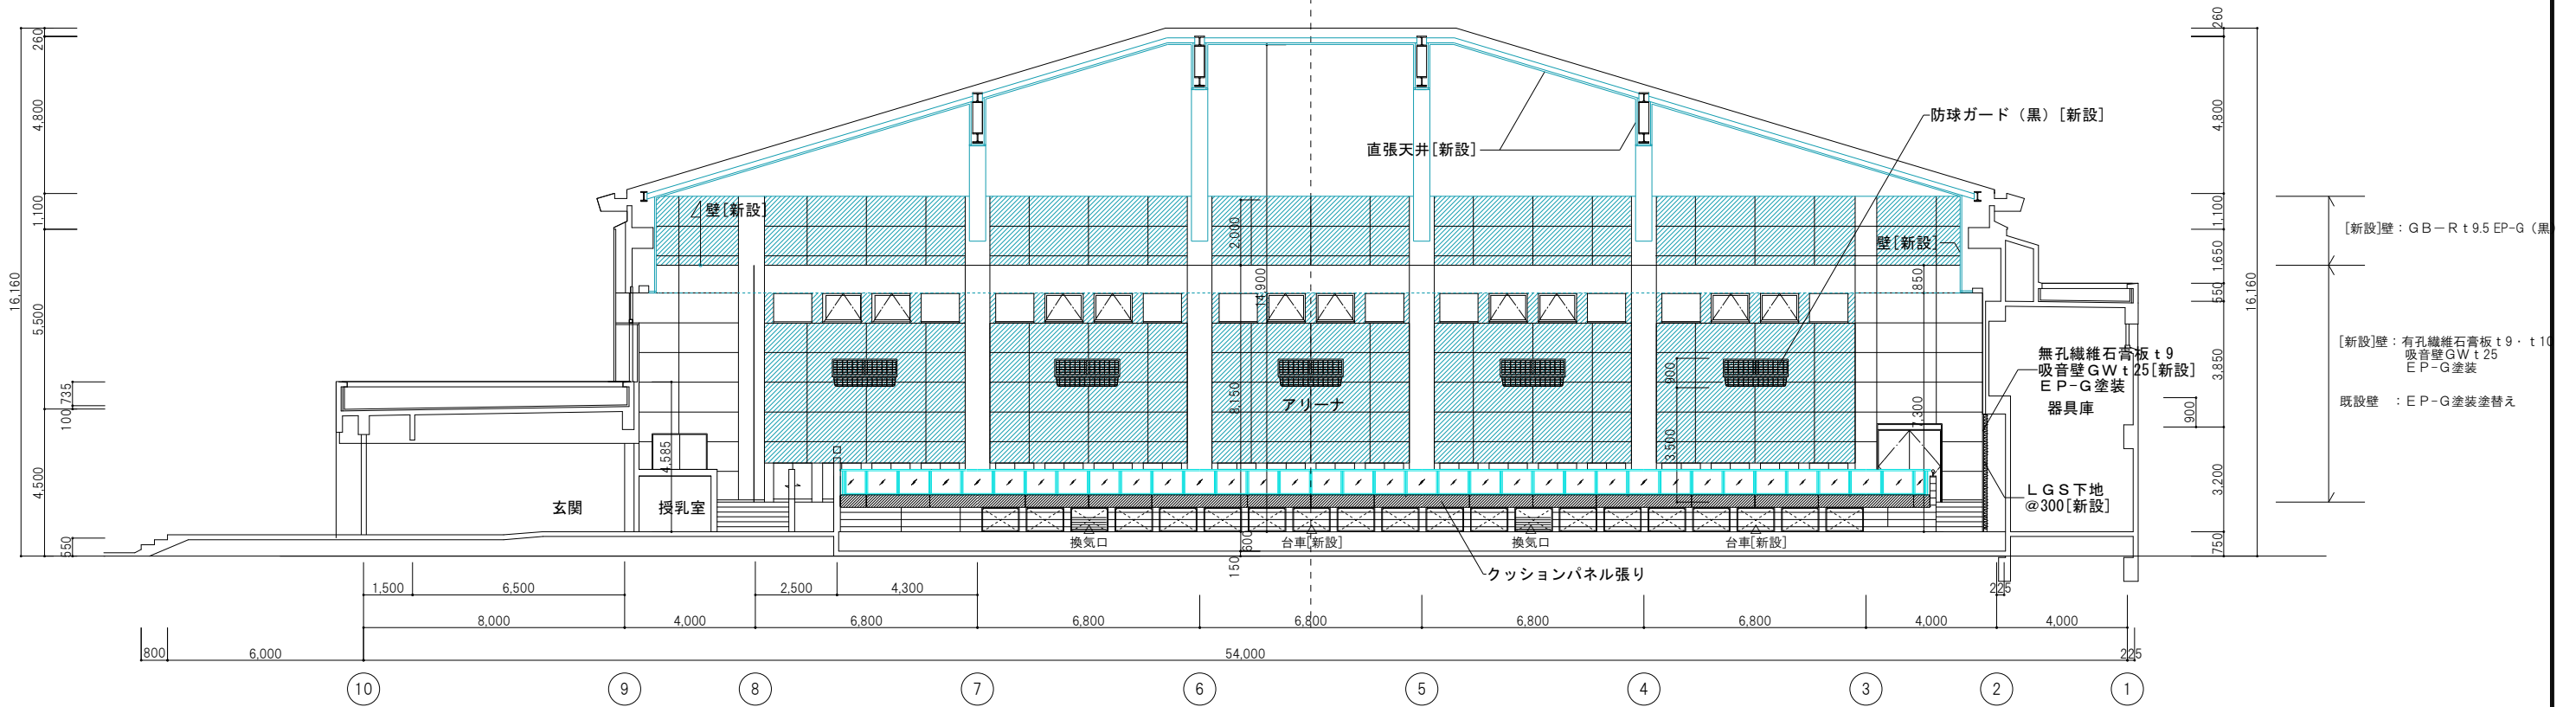 260
4,800
1,100
5,500
16,160
735
100
4,500
550
防球ガード（黒）[新設]
直張天井[新設]
壁[新設]
2,000
14,900
壁[新設]
850
8,150
900
アリーナ
3,500
7,300
4,585
玄関
授乳室
換気口
台車[新設]
換気口
台車[新設]
600
150
クッションパネル張り
無孔繊維石膏板ｔ9
吸音壁ＧＷｔ25[新設]
ＥＰ-Ｇ塗装
器具庫
ＬＧＳ下地
@300[新設]
260
4,800
1,100
1,650
550
16,160
3,850
900
3,200
750
[新設]壁：ＧＢ－Ｒｔ9.5 EP-G（黒
[新設]壁：有孔繊維石膏板ｔ9・ｔ10
吸音壁ＧＷｔ25
ＥＰ-Ｇ塗装
既設壁　：ＥＰ-Ｇ塗装塗替え
1,500
6,500
2,500
4,300
225
8,000
4,000
6,800
6,800
6,800
6,800
6,800
4,000
4,000
800
6,000
54,000
225
10
9
8
7
6
5
4
3
2
1